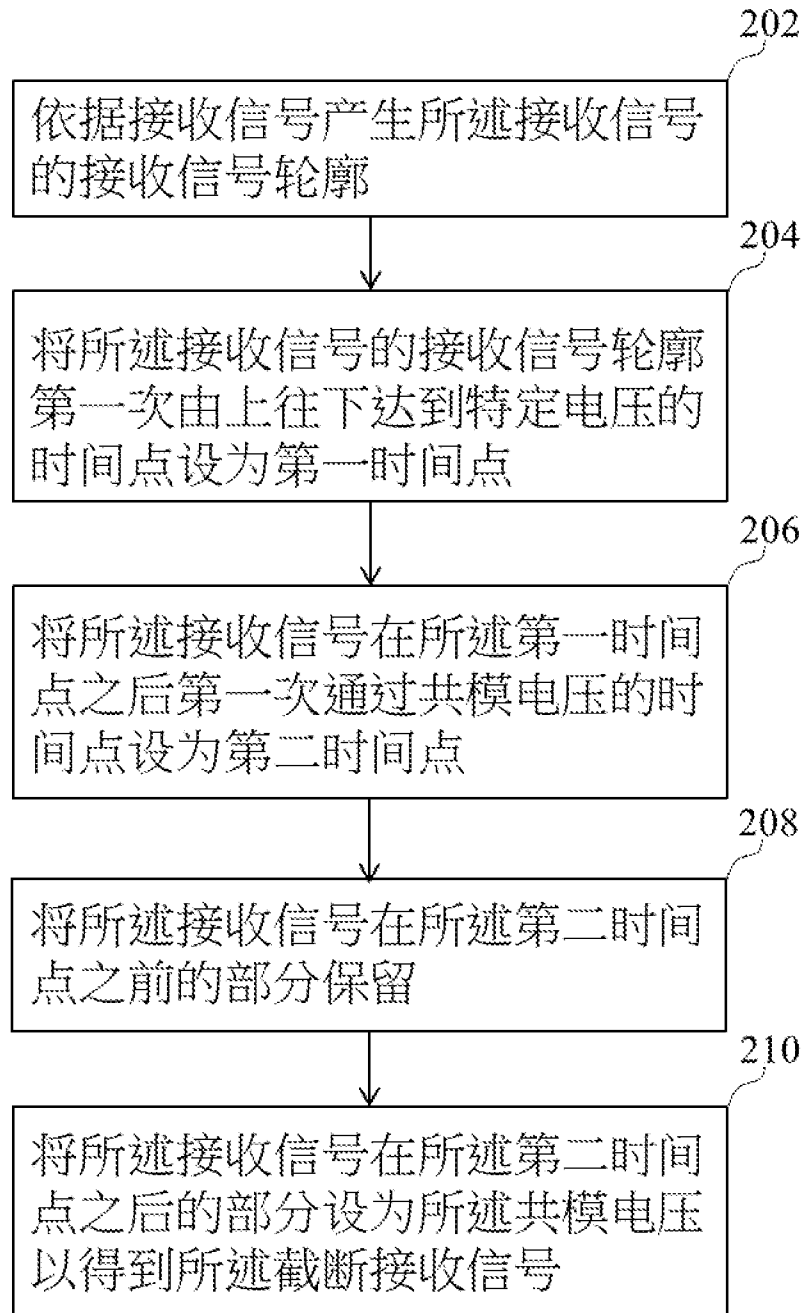 202
依据接收信号产生所述接收信号
的接收信号轮廓
204
将所述接收信号的接收信号轮廓
第一次由上往下达到特定电压的
时间点设为第一时间点
206
将所述接收信号在所述第一时间
点之后第一次通过共模电压的时
间点设为第二时间点
208
将所述接收信号在所述第二时间
点之前的部分保留
210
将所述接收信号在所述第二时间
点之后的部分设为所述共模电压
以得到所述截断接收信号